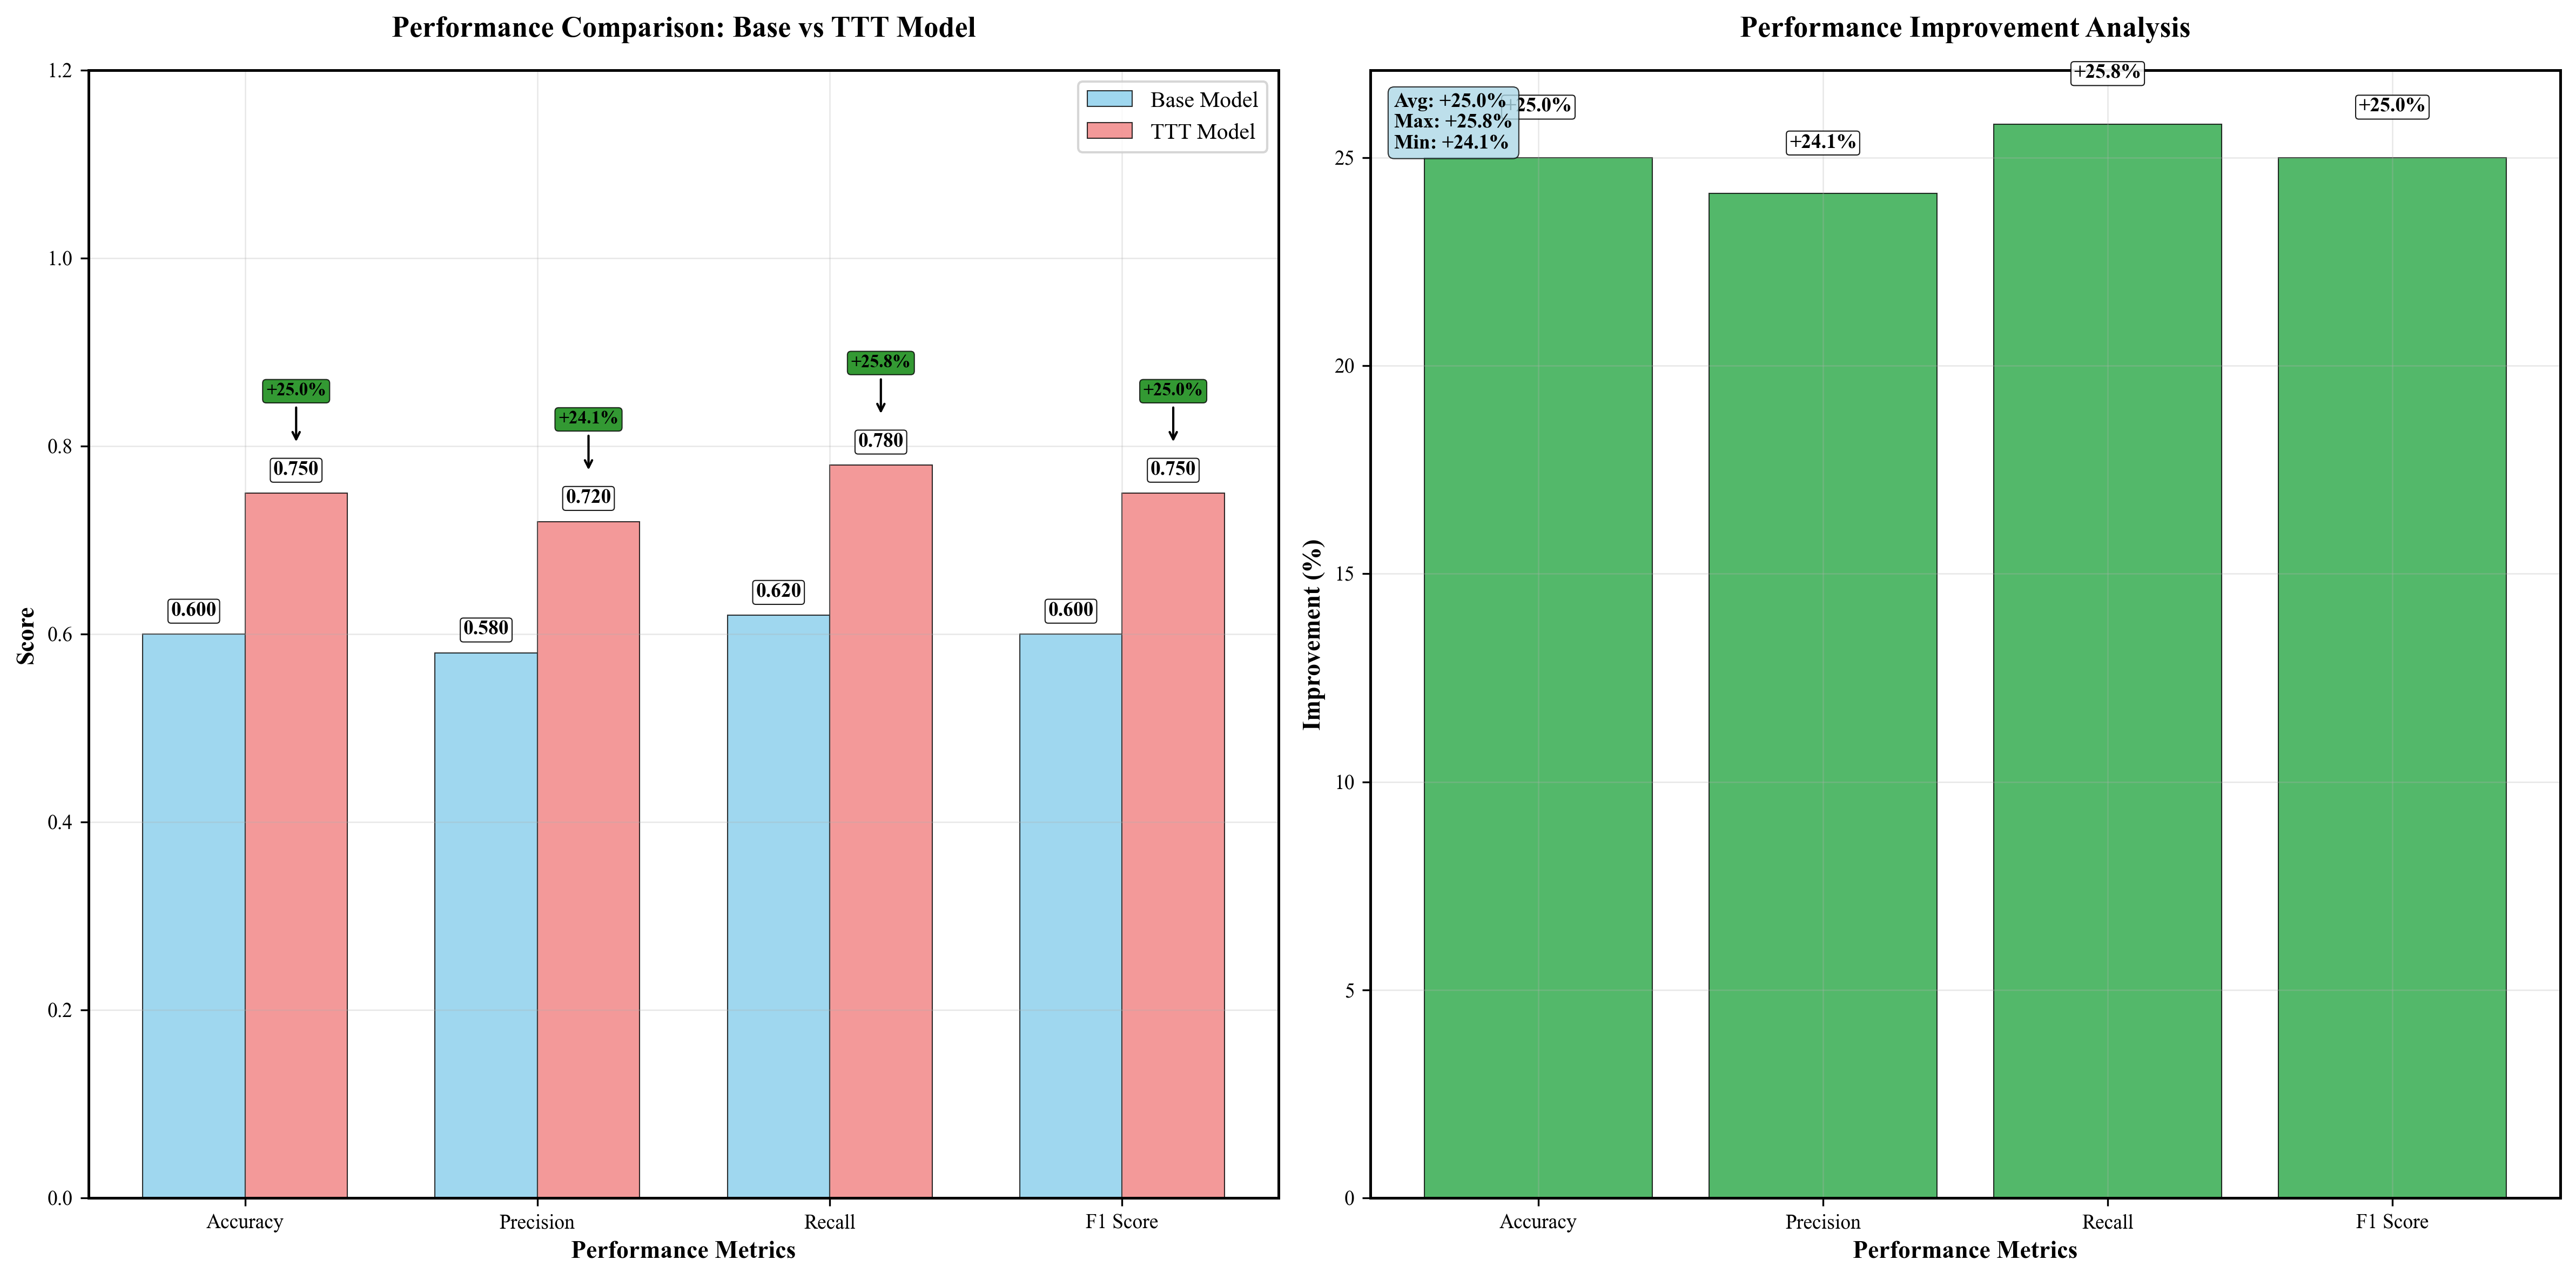 Performance Comparison: Base vs TTT Model
1.2
1.0
0.8
0.6
0.4
0.2
0.0
Score
Base Model
TTT Model
+25.0%
+24.1%
+25.8%
+25.0%
0.600
0.750
0.580
0.720
0.620
0.780
0.600
0.750
Accuracy
Precision
Recall
F1 Score
Performance Metrics
Performance Improvement Analysis
25
20
15
10
5
0
Improvement (%)
Avg: +25.0%
Max: +25.8%
Min: +24.1%
+25.0%
+24.1%
+25.8%
+25.0%
Accuracy
Precision
Recall
F1 Score
Performance Metrics